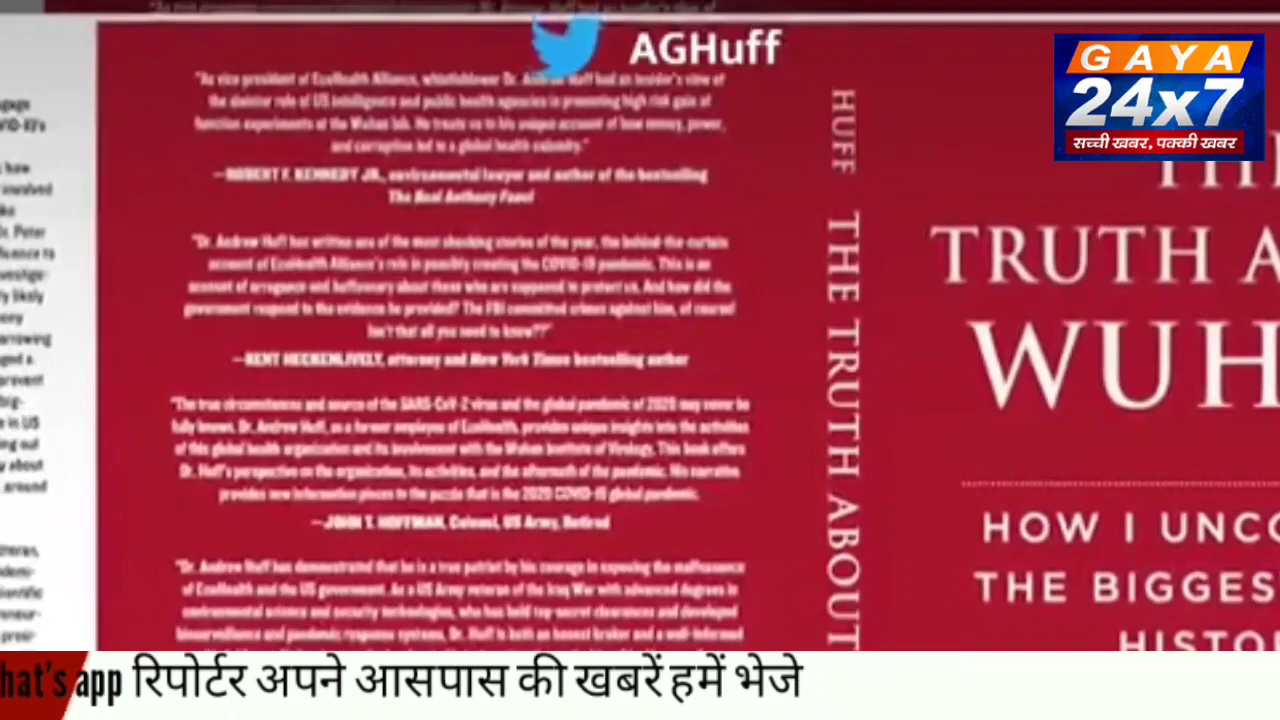 AGHuff
GAYA
24x7
सच्ची खबर, पक्की खबर
"As vice president of EcoHealth Alliance, whistleblower Dr. Andrew Huff had an insider's view of
the sinister role of US intelligence and public health agencies in promoting high risk gain of
function experiments at the Wuhan lab. He treats us to his unique account of how money, power,
and corruption led to a global health calamity."
—ROBERT F. KENNEDY JR., environmental lawyer and author of the bestselling
The Real Anthony Fauci
"Dr. Andrew Huff has written one of the most shocking stories of the year, the behind-the-curtain
account of EcoHealth Alliance's role in possibly creating the COVID-19 pandemic. This is an
account of arrogance and buffoonery about those who are supposed to protect us. And how did the
government respond to the evidence he provided? The FBI committed crimes against him, of course!
Isn't that all you need to know??"
—KENT HECKENLIVELY, attorney and New York Times bestselling author
"The true circumstances and source of the SARS-CoV-2 virus and the global pandemic of 2020 may never be
fully known. Dr. Andrew Huff, as a former employee of EcoHealth, provides unique insights into the activities
of this global health organization and its involvement with the Wuhan Institute of Virology. This book offers
Dr. Huff's perspective on the organization, its activities, and the aftermath of the pandemic. His narrative
provides new information pieces to the puzzle that is the 2020 COVID-19 global pandemic.
—JOHN T. HOFFMAN, Colonel, US Army, Retired
"Dr. Andrew Huff has demonstrated that he is a true patriot by his courage in exposing the malfeasance
of EcoHealth and the US government. As a US Army veteran of the Iraq War with advanced degrees in
environmental science and security technologies, who has held top-secret clearances and developed
biosurveillance and pandemic response systems, Dr. Huff is both an honest broker and a well-informed
HUFF THE TRUTH ABOUT
TRUTH A
WUH
HOW I UNCO
THE BIGGES
HISTO
hat's app रिपोर्टर अपने आसपास की खबरें हमें भेजे